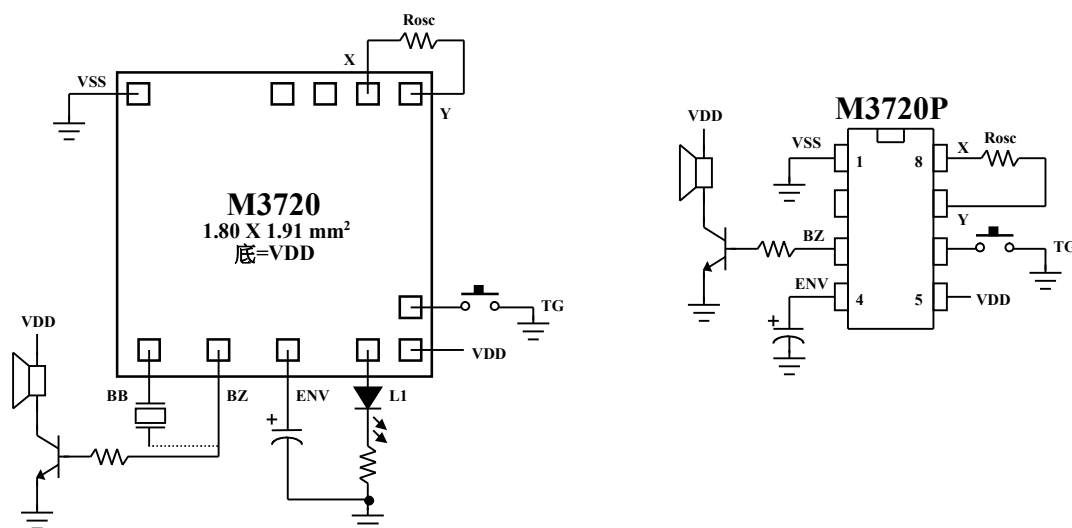 Rosc
X
VSS
Y
M3720
1.80 X 1.91 mm²
底=VDD
TG
VDD
VDD
BB
BZ
ENV
L1
M3720P
VDD
VSS
1
8
X
Rosc
Y
BZ
TG
ENV
4
5
VDD